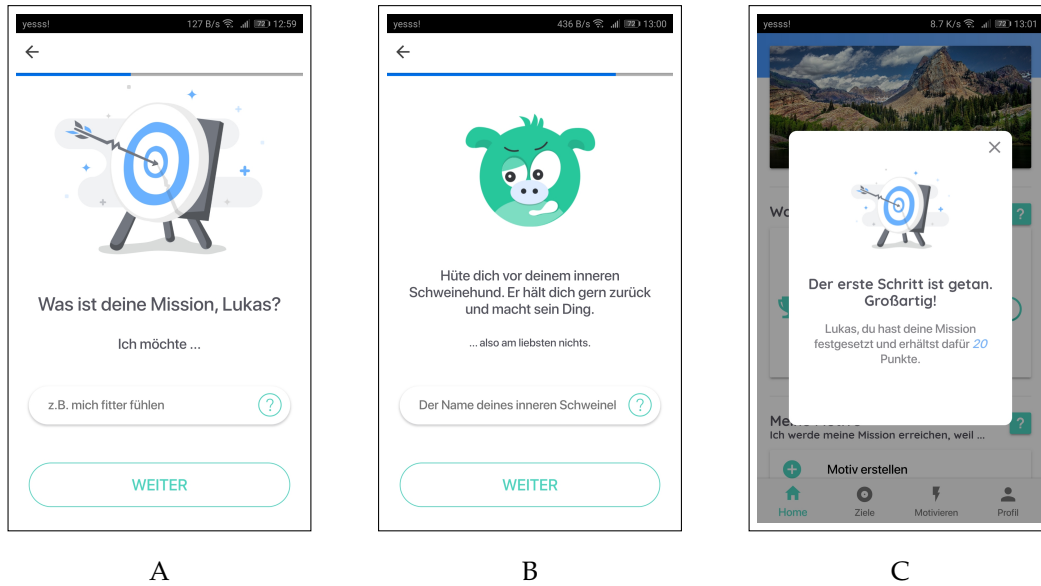 yesss!
127 B/s 72 12:59
Was ist deine Mission, Lukas?
Ich möchte ...
z.B. mich fitter fühlen
?
WEITER
A
yesss!
436 B/s 72 13:00
Hüte dich vor deinem inneren
Schweinehund. Er hält dich gern zurück
und macht sein Ding.
... also am liebsten nichts.
Der Name deines inneren Schweinel
?
WEITER
B
yesss!
8.7 K/s 72 13:01
?
Der erste Schritt ist getan.
Großartig!
Lukas, du hast deine Mission
festgesetzt und erhältst dafür 20
Punkte.
?
Ich werde meine Mission erreichen, weil ...
Motiv erstellen
Home
Ziele
Motivieren
Profil
C